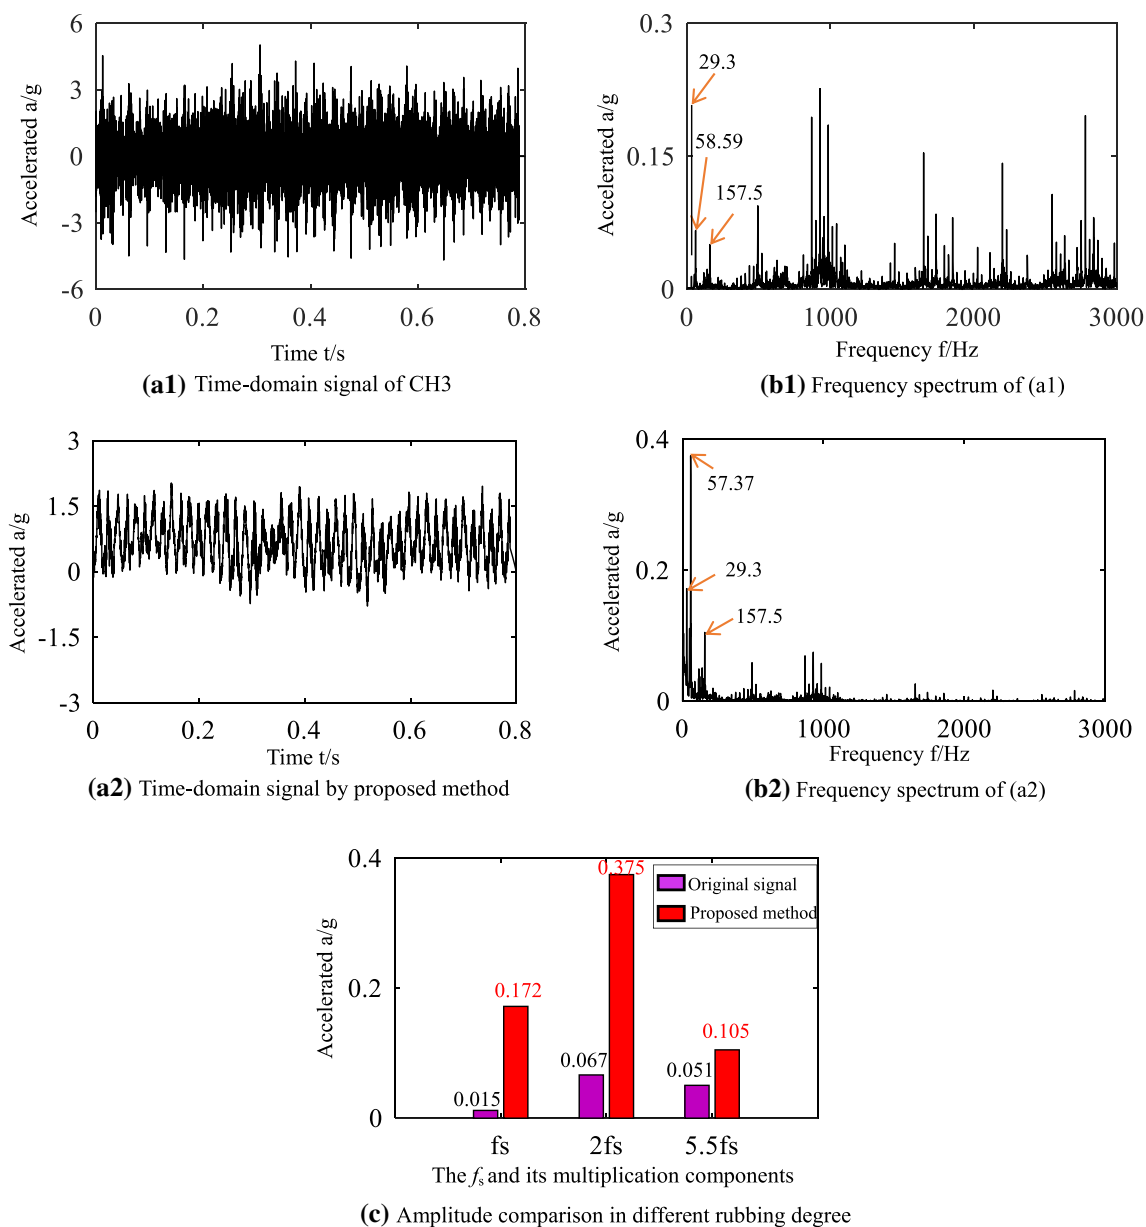 6
3
0
-3
-6
Accelerated a/g
0
0.2
0.4
0.6
0.8
Time t/s
(a1) Time-domain signal of CH3
0.3
0.15
0
Accelerated a/g
29.3
58.59
157.5
0
1000
2000
3000
Frequency f/Hz
(b1) Frequency spectrum of (a1)
3
1.5
0
-1.5
-3
Accelerated a/g
0
0.2
0.4
0.6
0.8
Time t/s
(a2) Time-domain signal by proposed method
0.4
0.2
0
Accelerated a/g
57.37
29.3
157.5
0
1000
2000
3000
Frequency f/Hz
(b2) Frequency spectrum of (a2)
0.4
0.2
0
Accelerated a/g
0.375
Original signal
Proposed method
0.172
0.067
0.105
0.051
0.015
fs
2fs
5.5fs
The fs and its multiplication components
(c) Amplitude comparison in different rubbing degree